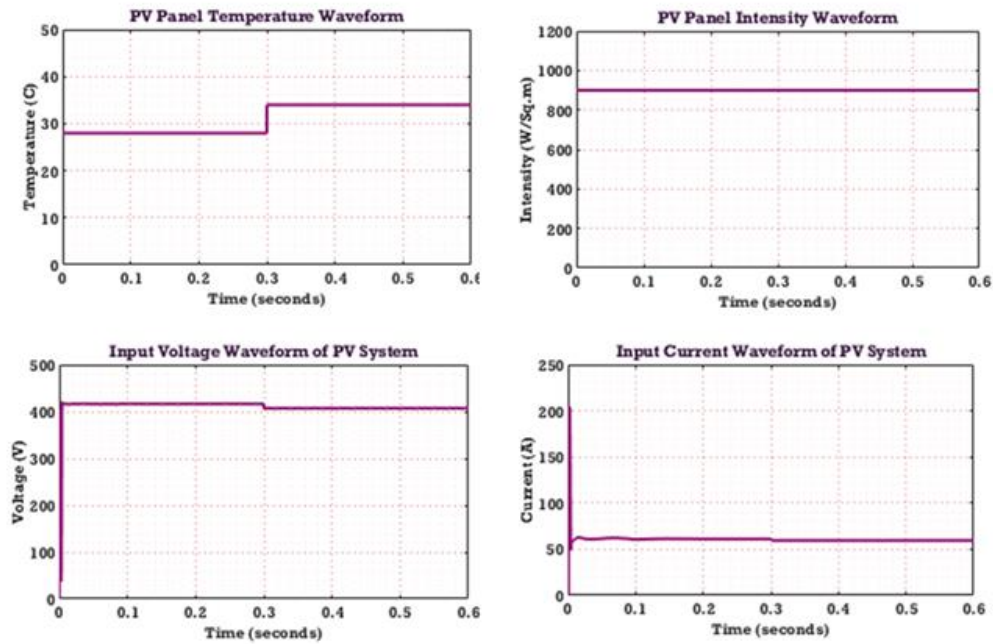 PV Panel Temperature Waveform
50
40
30
20
10
0
Temperature (C)
0 0.1 0.2 0.3 0.4 0.5 0.6
Time (seconds)
PV Panel Intensity Waveform
1200
1000
800
600
400
200
0
Intensity (W/Sq.m)
0 0.1 0.2 0.3 0.4 0.5 0.6
Time (seconds)
Input Voltage Waveform of PV System
500
400
300
200
100
0
Voltage (V)
0 0.1 0.2 0.3 0.4 0.5 0.6
Time (seconds)
Input Current Waveform of PV System
250
200
150
100
50
0
Current (A)
0 0.1 0.2 0.3 0.4 0.5 0.6
Time (seconds)